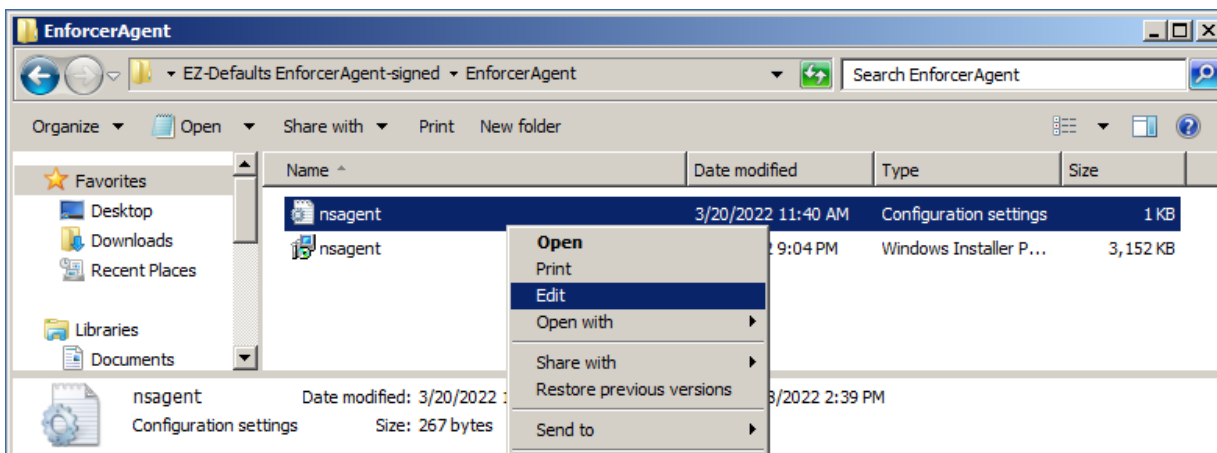 EnforcerAgent
EZ-Defaults EnforcerAgent-signed EnforcerAgent Search EnforcerAgent
Organize Open Share with Print New folder
Name Date modified Type Size
Favorites
Desktop
Downloads
Recent Places
Libraries
Documents
nsagent 3/20/2022 11:40 AM Configuration settings 1 KB
nsagent 2 9:04 PM Windows Installer P... 3,152 KB
Open
Print
Edit
Open with
Share with
Restore previous versions
Send to
nsagent Date modified: 3/20/2022 /2022 2:39 PM
Configuration settings Size: 267 bytes